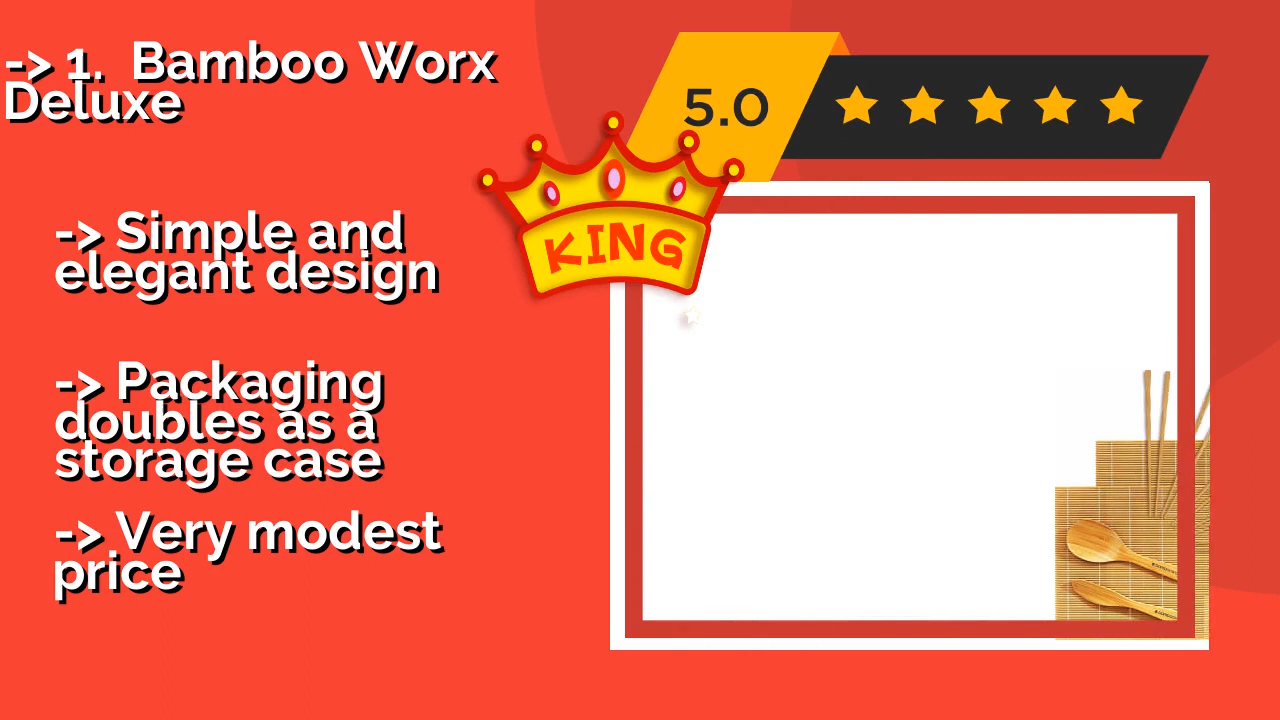 -> 1.  Bamboo Worx
Deluxe
5.0
KING
-> Simple and
elegant design
-> Packaging
doubles as a
storage case
-> Very modest
price